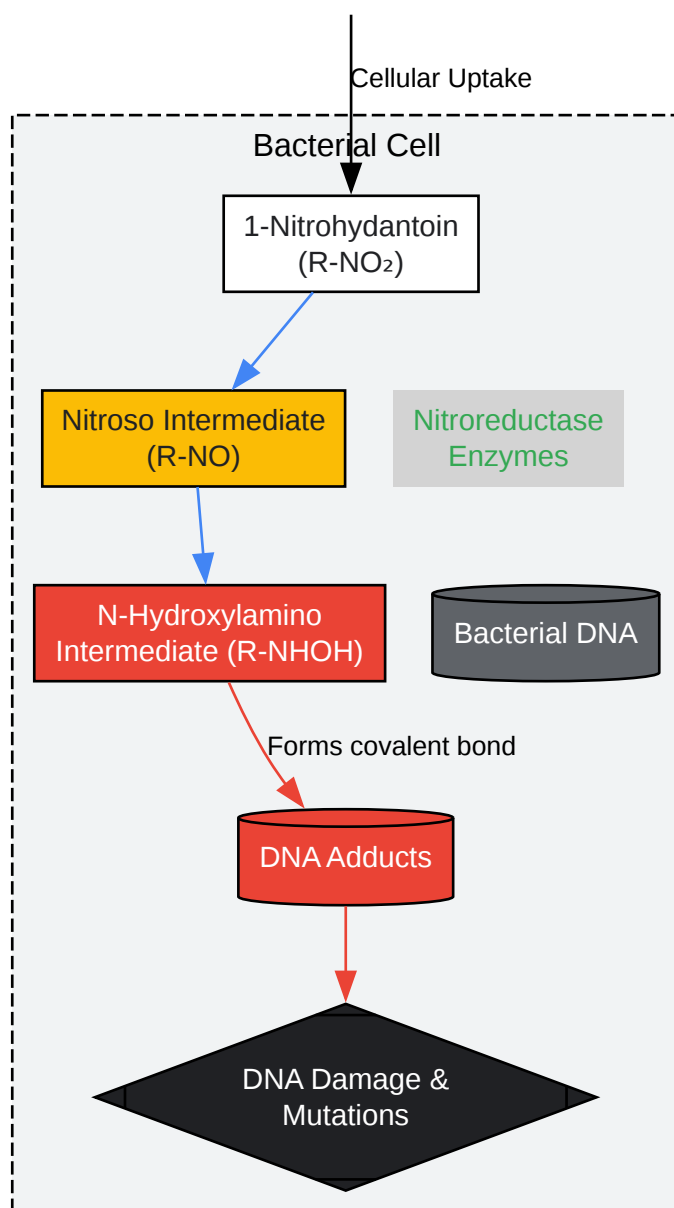 Cellular Uptake
Bacterial Cell
1-Nitrohydantoin
(R-NO₂)
Nitroso Intermediate
(R-NO)
Nitroreductase
Enzymes
N-Hydroxylamino
Intermediate (R-NHOH)
Bacterial DNA
Forms covalent bond
DNA Adducts
DNA Damage &
Mutations